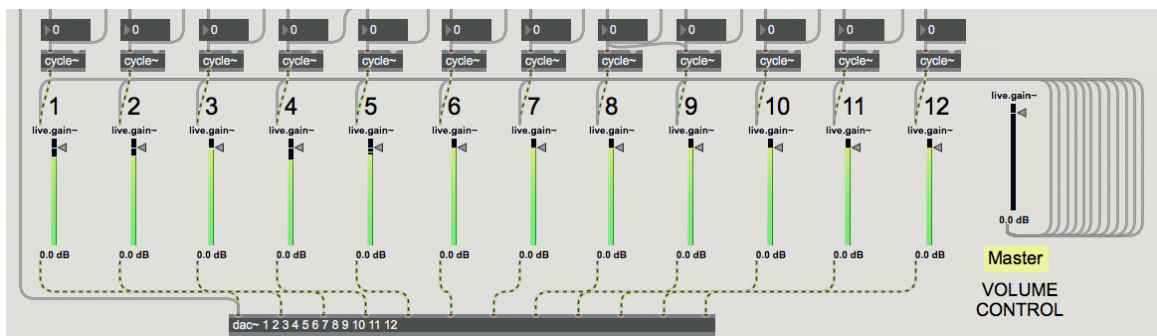 0 0 0 0 0 0 0 0 0 0 0
cycle~ cycle~ cycle~ cycle~ cycle~ cycle~ cycle~ cycle~ cycle~ cycle~ cycle~ cycle~
1 2 3 4 5 6 7 8 9 10 11 12
live.gain~
live.gain~ live.gain~ live.gain~ live.gain~ live.gain~ live.gain~ live.gain~ live.gain~ live.gain~ live.gain~ live.gain~ live.gain~
0.0 dB
0.0 dB 0.0 dB 0.0 dB 0.0 dB 0.0 dB 0.0 dB 0.0 dB 0.0 dB 0.0 dB 0.0 dB 0.0 dB 0.0 dB
Master
VOLUME
CONTROL
dac~ 1 2 3 4 5 6 7 8 9 10 11 12